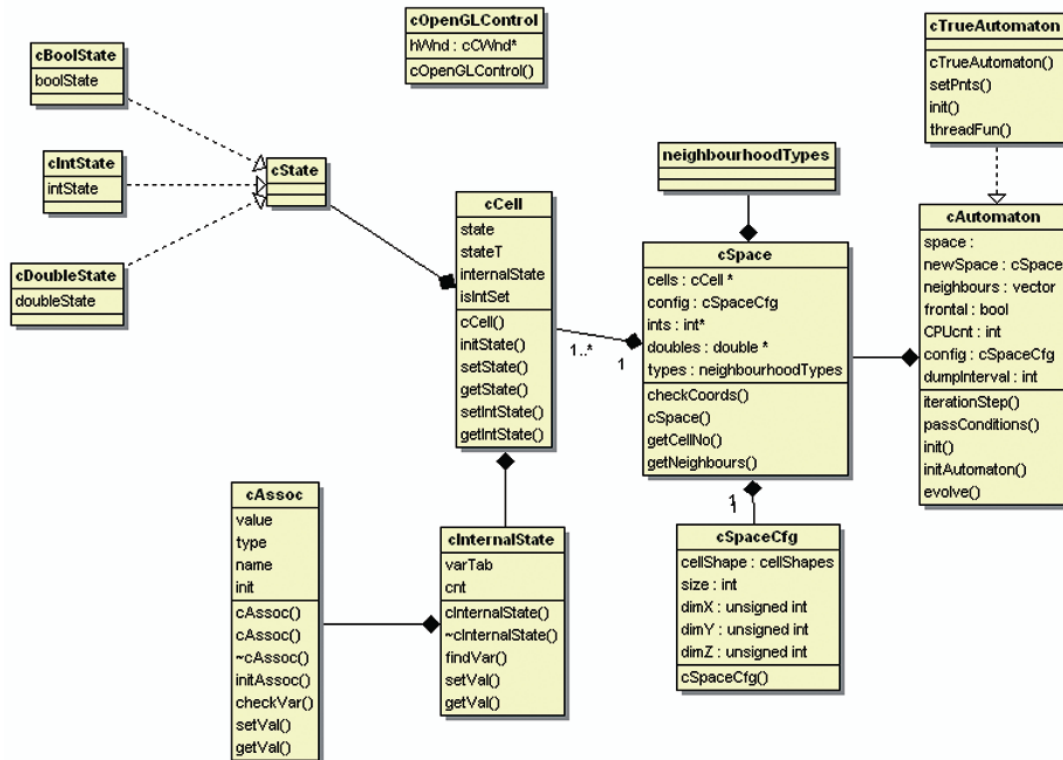 cOpenGLControl
hWnd : cCWnd*
cOpenGLControl()
cTrueAutomaton
cTrueAutomaton()
setPnts()
init()
threadFun()
cBoolState
boolState
cIntState
intState
cDoubleState
doubleState
cState
neighbourhoodTypes
cCell
state
stateT
internalState
isIntSet
cCell()
initState()
setState()
getState()
setIntState()
getIntState()
1..*
1
cSpace
cells : cCell *
config : cSpaceCfg
ints : int*
doubles : double *
types : neighbourhoodTypes
checkCoords()
cSpace()
getCellNo()
getNeighbours()
cAutomaton
space :
newSpace : cSpace
neighbours : vector
frontal : bool
CPUcnt : int
config : cSpaceCfg
dumpInterval : int
iterationStep()
passConditions()
init()
initAutomaton()
evolve()
1
1
cAssoc
value
type
name
init
cAssoc()
cAssoc()
~cAssoc()
initAssoc()
checkVar()
setVal()
getVal()
cInternalState
varTab
cnt
cInternalState()
~cInternalState()
findVar()
setVal()
getVal()
cSpaceCfg
cellShape : cellShapes
size : int
dimX : unsigned int
dimY : unsigned int
dimZ : unsigned int
cSpaceCfg()